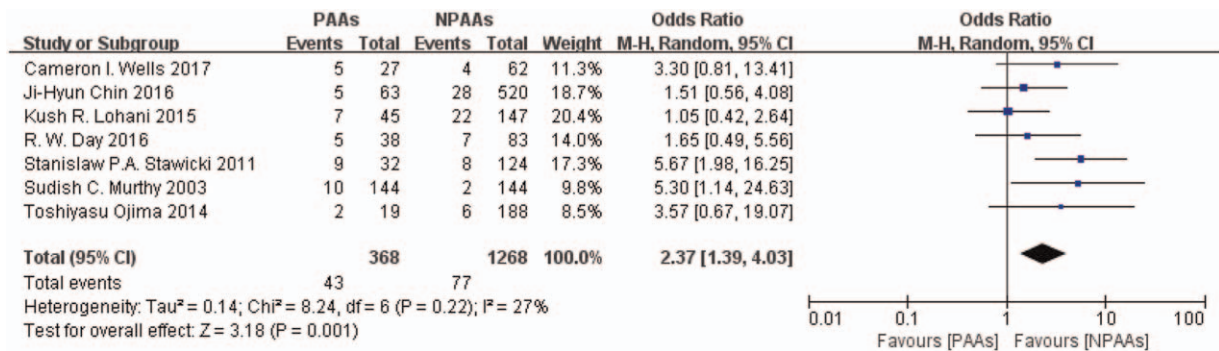 PAAs NPAAs Odds Ratio Odds Ratio
Study or Subgroup Events Total Events Total Weight M-H, Random, 95% CI M-H, Random, 95% CI
Cameron I. Wells 2017 5 27 4 62 11.3% 3.30 [0.81, 13.41]
Ji-Hyun Chin 2016 5 63 28 520 18.7% 1.51 [0.56, 4.08]
Kush R. Lohani 2015 7 45 22 147 20.4% 1.05 [0.42, 2.64]
R. W. Day 2016 5 38 7 83 14.0% 1.65 [0.49, 5.56]
Stanislaw P.A. Stawicki 2011 9 32 8 124 17.3% 5.67 [1.98, 16.25]
Sudish C. Murthy 2003 10 144 2 144 9.8% 5.30 [1.14, 24.63]
Toshiyasu Ojima 2014 2 19 6 188 8.5% 3.57 [0.67, 19.07]
Total (95% CI) 368 1268 100.0% 2.37 [1.39, 4.03]
Total events 43 77
Heterogeneity: Tau² = 0.14; Chi² = 8.24, df = 6 (P = 0.22); I² = 27%
Test for overall effect: Z = 3.18 (P = 0.001)
0.01 0.1 1 10 100
Favours [PAAs] Favours [NPAAs]